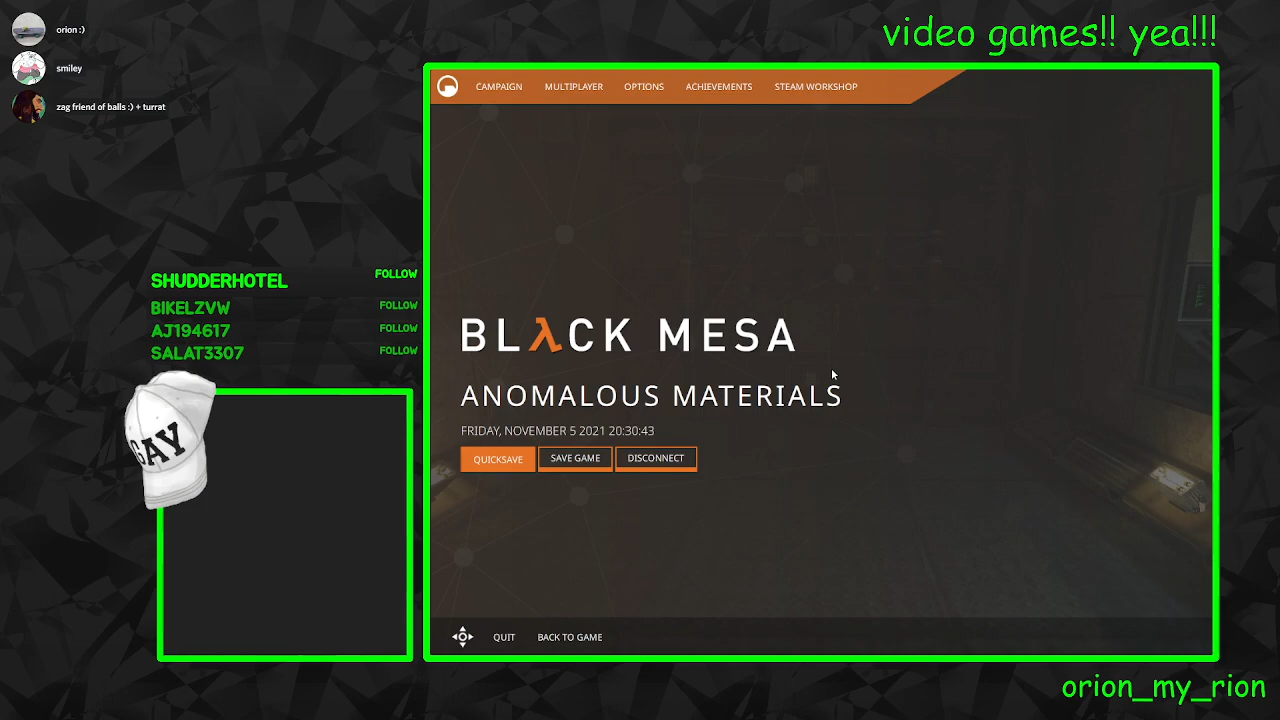 orion :)
smiley
zag friend of balls :) + turrat
video games!! yea!!!
CAMPAIGN MULTIPLAYER OPTIONS ACHIEVEMENTS STEAM WORKSHOP
SHUDDERHOTEL FOLLOW
BIKELZVW FOLLOW
AJ194617 FOLLOW
SALAT3307 FOLLOW
GAY
BLλCK MESA
ANOMALOUS MATERIALS
FRIDAY, NOVEMBER 5 2021 20:30:43
QUICKSAVE SAVE GAME DISCONNECT
QUIT BACK TO GAME
orion_my_rion